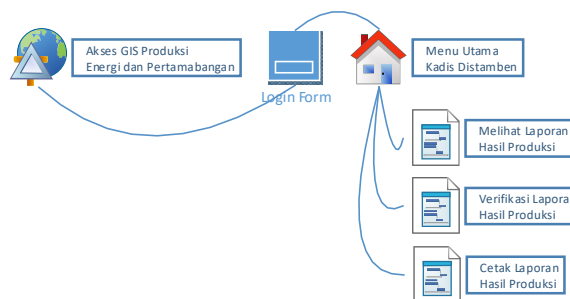 Akses GIS Produksi
Energi dan Pertamabangan
Login Form
Menu Utama
Kadis Distamben
Melihat Laporan
Hasil Produksi
Verifikasi Lapora
Hasil Produksi
Cetak Laporan
Hasil Produksi